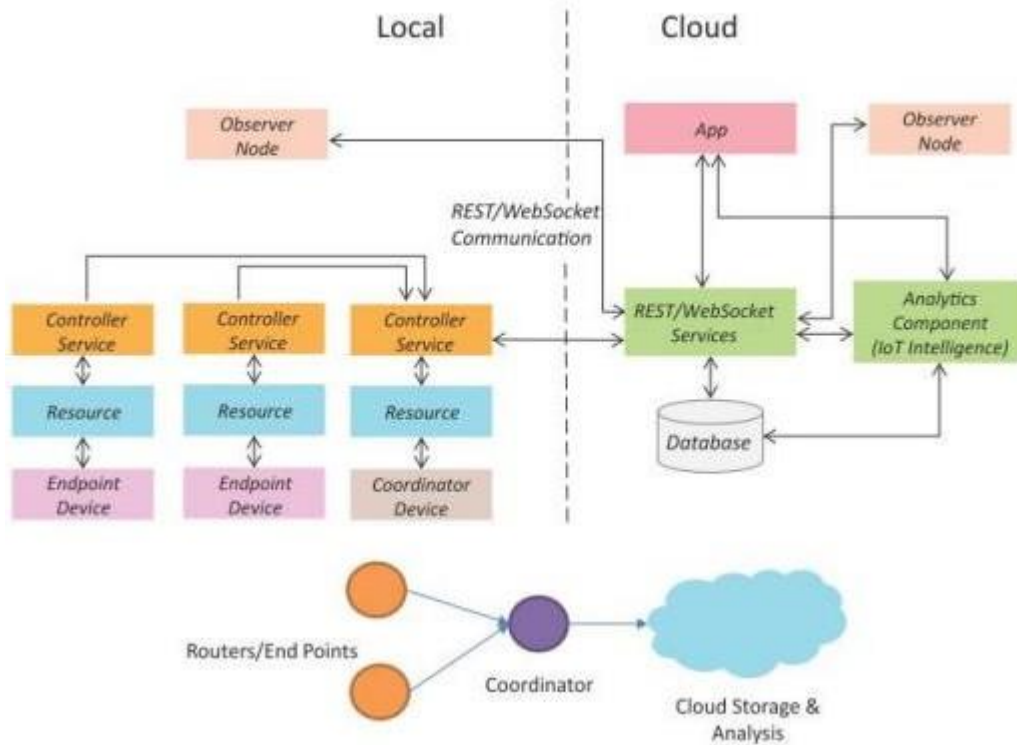 Local
Cloud
Observer
Node
App
Observer
Node
REST/WebSocket
Communication
Controller
Service
Controller
Service
Controller
Service
REST/WebSocket
Services
Analytics
Component
(IoT Intelligence)
Resource
Resource
Resource
Database
Endpoint
Device
Endpoint
Device
Coordinator
Device
Routers/End Points
Coordinator
Cloud Storage &
Analysis